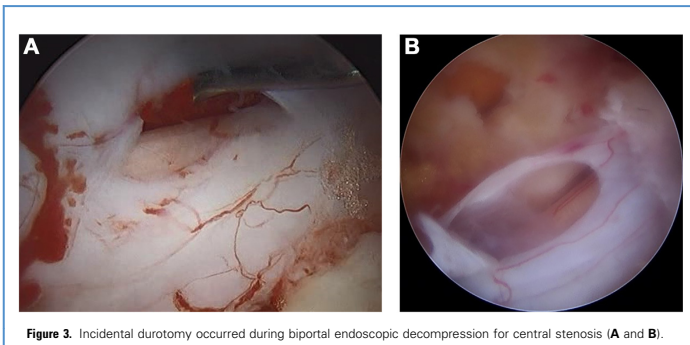 A
B
Figure 3. Incidental durotomy occurred during biportal endoscopic decompression for central stenosis (A and B).